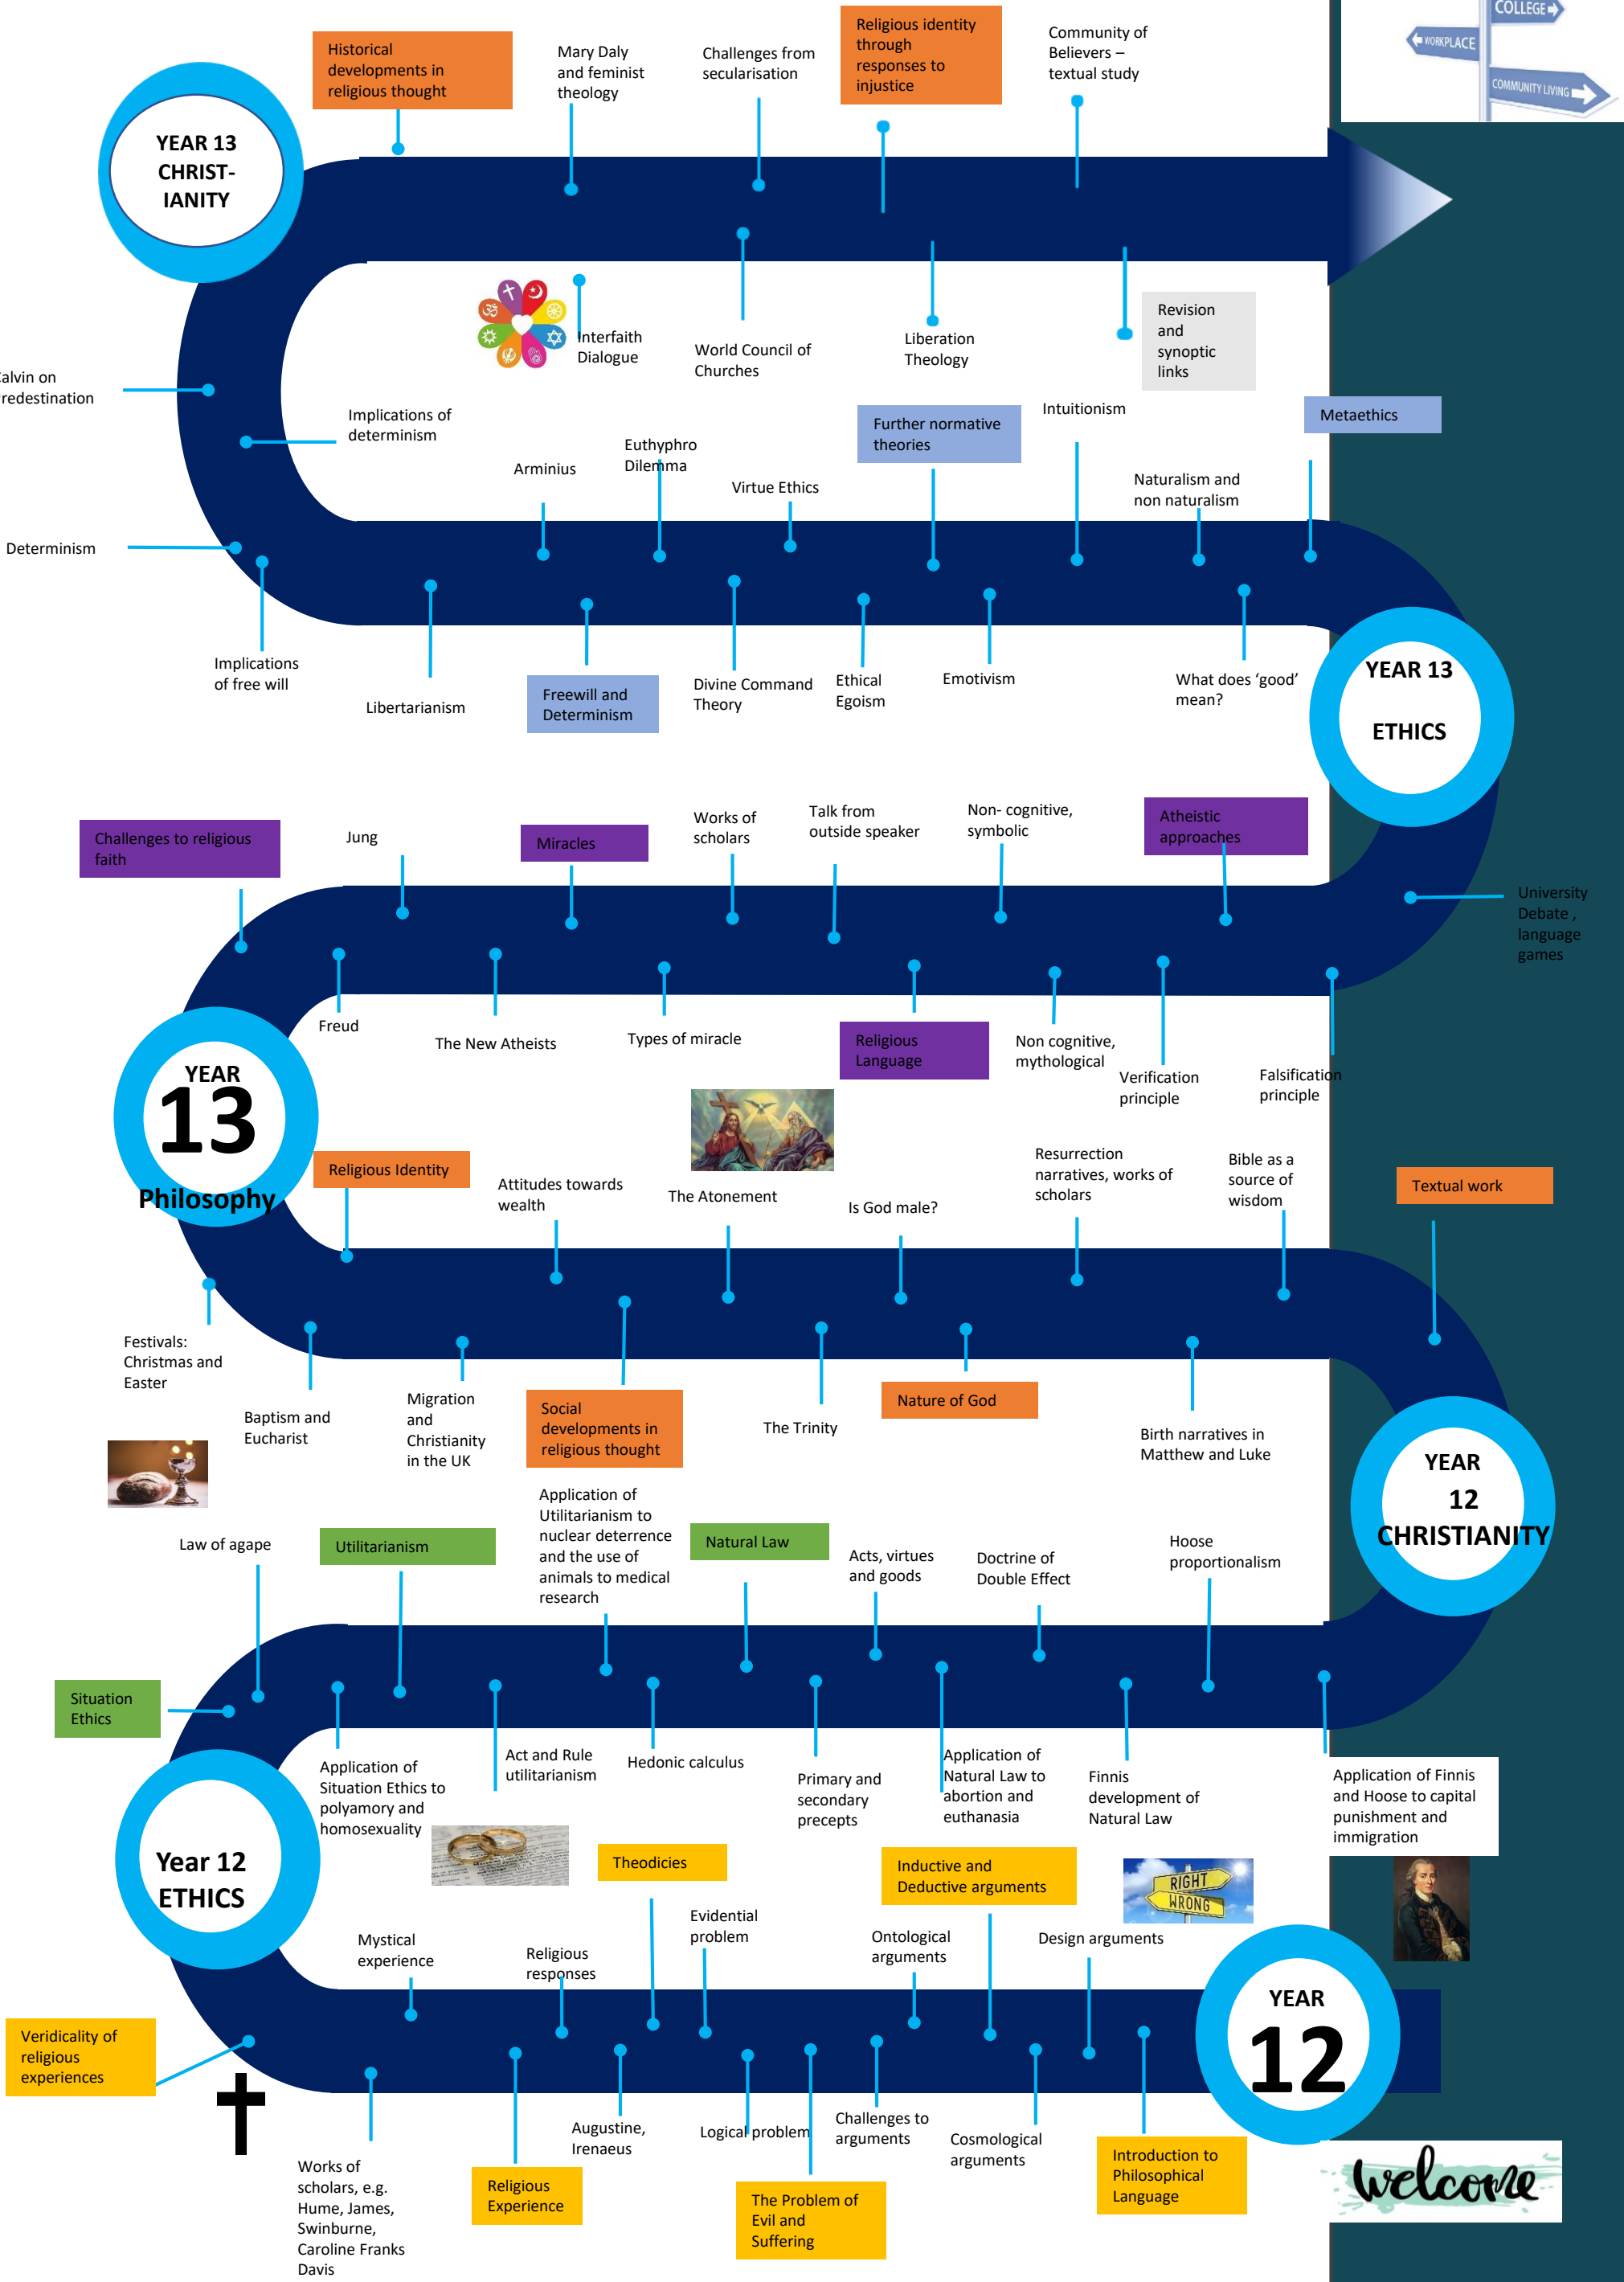 COLLEGE
WORKPLACE
COMMUNITY LIVING
Historical
developments in
religious thought
Mary Daly
and feminist
theology
Challenges from
secularisation
Religious identity
through
responses to
injustice
Community of
Believers –
textual study
YEAR 13
CHRIST-
IANITY
Interfaith
Dialogue
World Council of
Churches
Liberation
Theology
Revision
and
synoptic
links
alvin on
redestination
Implications of
determinism
Arminius
Euthyphro
Dilemma
Virtue Ethics
Further normative
theories
Intuitionism
Naturalism and
non naturalism
Metaethics
Determinism
Implications
of free will
Libertarianism
Freewill and
Determinism
Divine Command
Theory
Ethical
Egoism
Emotivism
What does ‘good’
mean?
YEAR 13
ETHICS
Challenges to religious
faith
Jung
Miracles
Works of
scholars
Talk from
outside speaker
Non- cognitive,
symbolic
Atheistic
approaches
University
Debate ,
language
games
Freud
The New Atheists
Types of miracle
Religious
Language
Non cognitive,
mythological
Verification
principle
Falsification
principle
YEAR
13
Philosophy
Religious Identity
Attitudes towards
wealth
The Atonement
Is God male?
Resurrection
narratives, works of
scholars
Bible as a
source of
wisdom
Textual work
Festivals:
Christmas and
Easter
Baptism and
Eucharist
Migration
and
Christianity
in the UK
Social
developments in
religious thought
The Trinity
Nature of God
Birth narratives in
Matthew and Luke
YEAR
12
CHRISTIANITY
Law of agape
Utilitarianism
Application of
Utilitarianism to
nuclear deterrence
and the use of
animals to medical
research
Natural Law
Acts, virtues
and goods
Doctrine of
Double Effect
Hoose
proportionalism
Situation
Ethics
Application of
Situation Ethics to
polyamory and
homosexuality
Act and Rule
utilitarianism
Hedonic calculus
Primary and
secondary
precepts
Application of
Natural Law to
abortion and
euthanasia
Finnis
development of
Natural Law
Application of Finnis
and Hoose to capital
punishment and
immigration
Year 12
ETHICS
Mystical
experience
Religious
responses
Theodicies
Evidential
problem
Ontological
arguments
Inductive and
Deductive arguments
Design arguments
RIGHT
WRONG
YEAR
12
Veridicality of
religious
experiences
Works of
scholars, e.g.
Hume, James,
Swinburne,
Caroline Franks
Davis
Religious
Experience
Augustine,
Irenaeus
Logical problem
The Problem of
Evil and
Suffering
Challenges to
arguments
Cosmological
arguments
Introduction to
Philosophical
Language
welcome